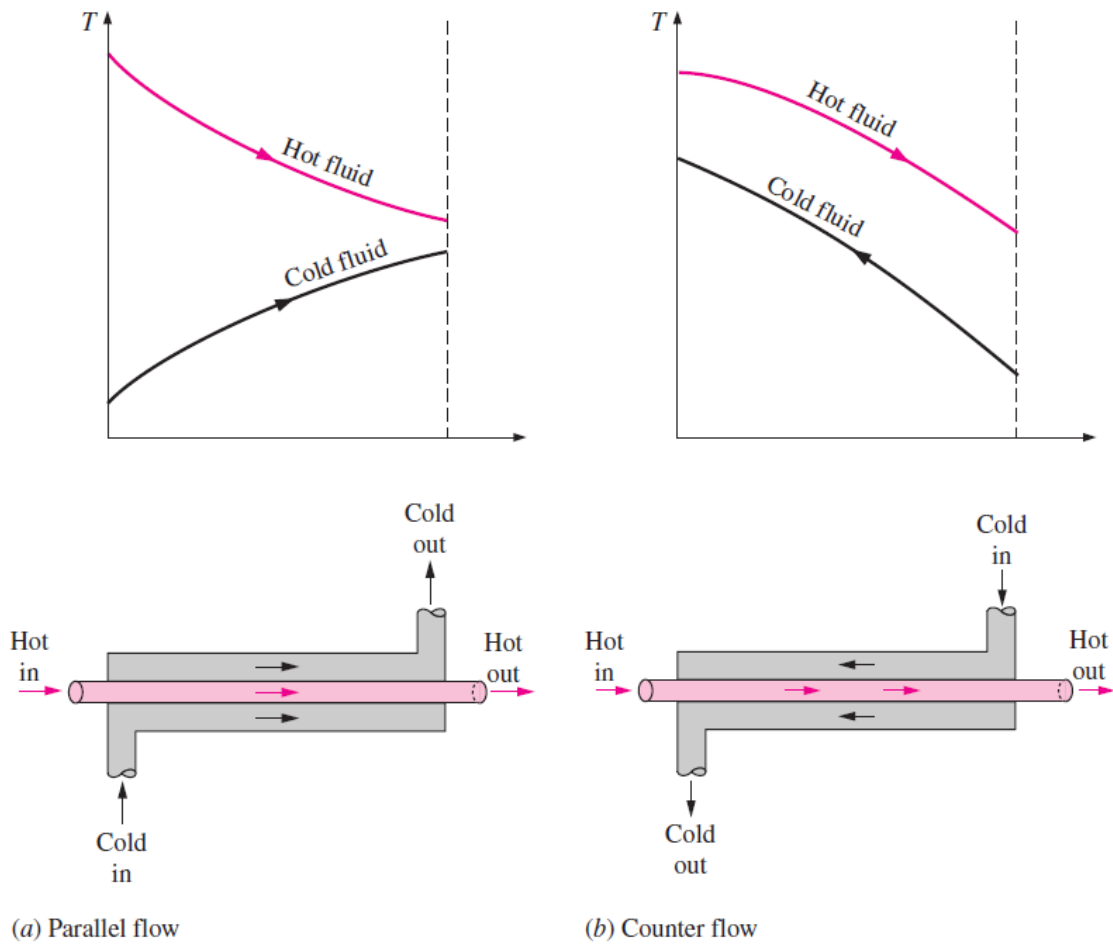 T
Hot fluid
Cold fluid
T
Hot fluid
Cold fluid
Cold
out
Hot
in
Hot
out
Cold
in
Cold
in
Hot
in
Hot
out
Cold
out
(a) Parallel flow
(b) Counter flow